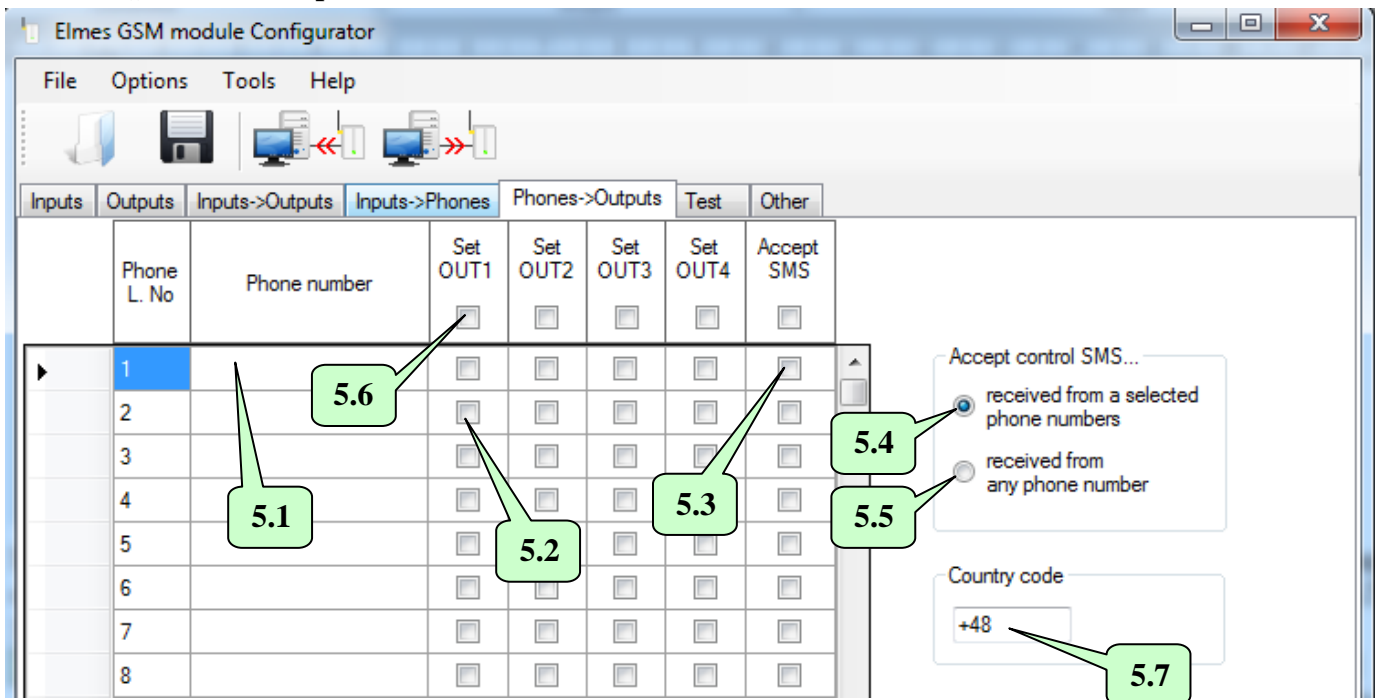 Elmes GSM module Configurator
File Options Tools Help
Inputs Outputs Inputs->Outputs Inputs->Phones Phones->Outputs Test Other
Phone L. No
Phone number
Set OUT1
Set OUT2
Set OUT3
Set OUT4
Accept SMS
1
2
3
4
5
6
7
8
5.6
5.1
5.2
5.3
Accept control SMS...
received from a selected
phone numbers
5.4
received from
any phone number
5.5
Country code
+48
5.7